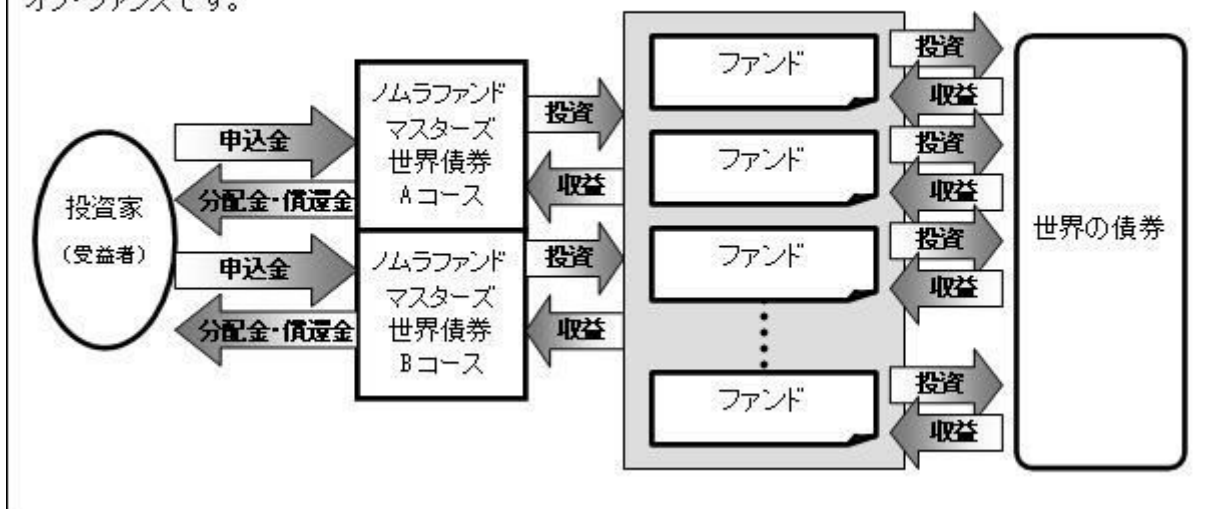 オブ・ファンズです。
投資家
(受益者)
申込金
分配金・償還金
申込金
分配金・償還金
ノムラファンド
マスターズ
世界債券
Aコース
ノムラファンド
マスターズ
世界債券
Bコース
投資
収益
投資
収益
ファンド
ファンド
ファンド
ファンド
投資
収益
投資
収益
投資
収益
投資
収益
世界の債券